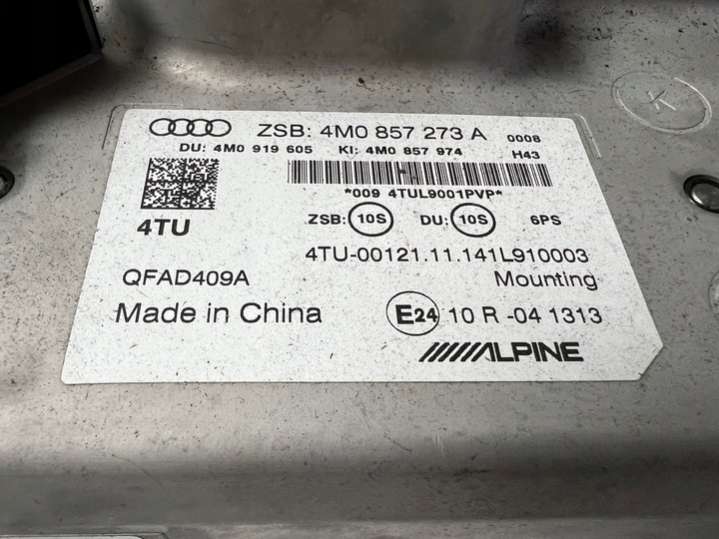 ZSB: 4M0 857 273 A 0008
DU: 4M0 919 605 KI: 4M0 857 974 H43
*009 4TUL9001PVP*
4TU
ZSB: 10S DU: 10S 6PS
4TU-00121.11.141L910003
QFAD409A Mounting
Made in China E24 10 R -04 1313
ALPINE
K